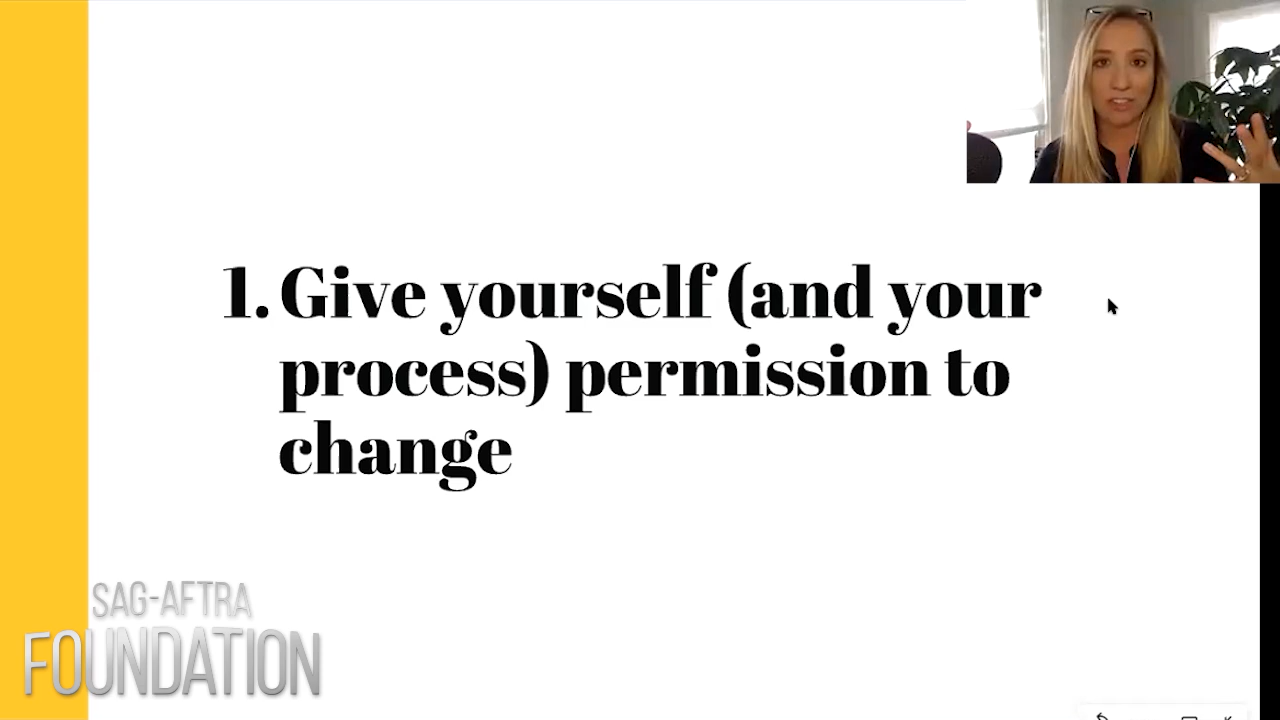 1. Give yourself (and your
process) permission to
change
SAG-AFTRA
FOUNDATION